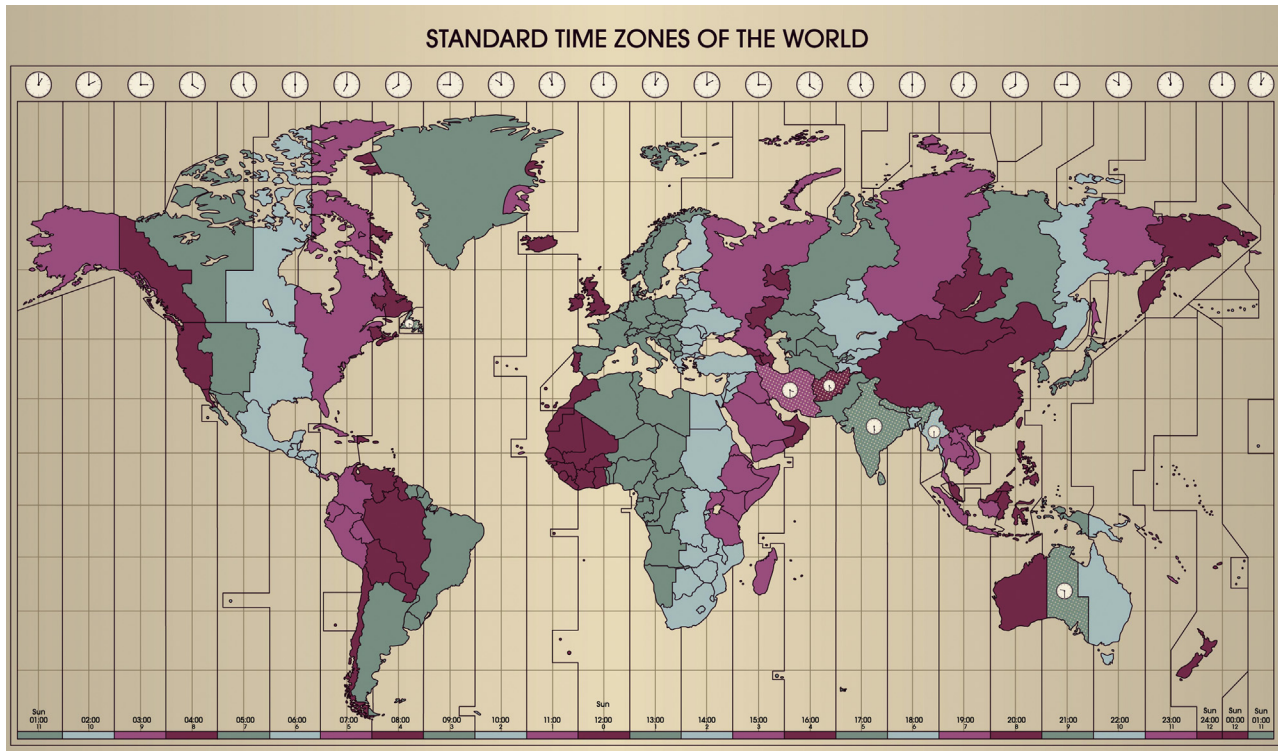 STANDARD TIME ZONES OF THE WORLD
Sun Sun Sun Sun Sun
01:00 02:00 03:00 04:00 05:00 06:00 07:00 08:00 09:00 10:00 11:00 12:00 13:00 14:00 15:00 16:00 17:00 18:00 19:00 20:00 21:00 22:00 23:00 24:00 00:00 01:00
11 10 9 8 7 6 5 4 3 2 1 0 1 2 3 4 5 6 7 8 9 10 11 12 12 11